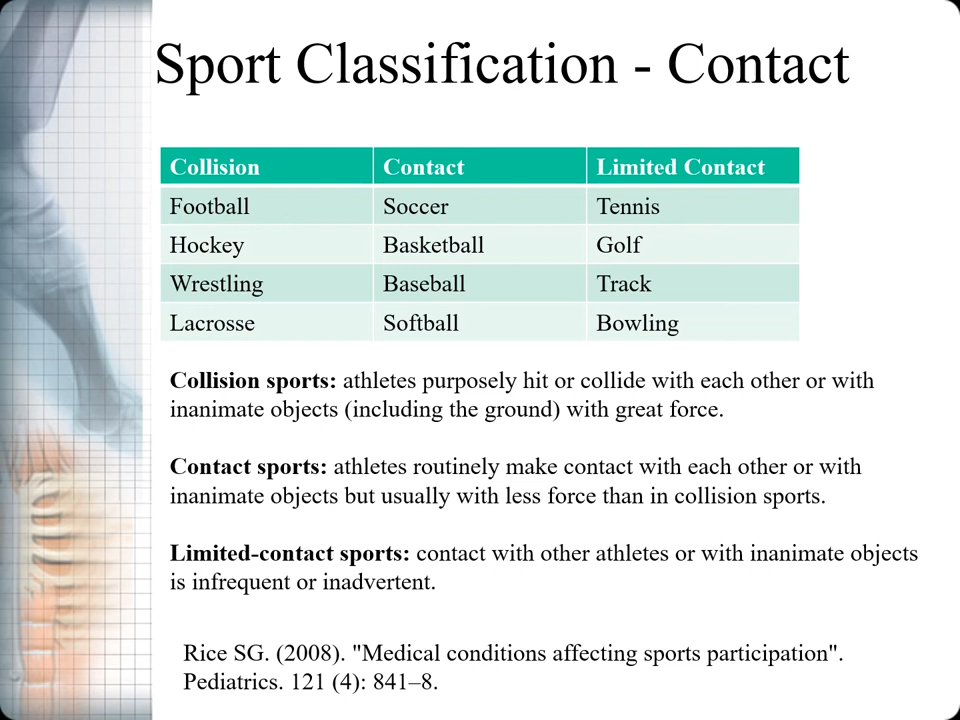 Sport Classification - Contact
Collision Contact Limited Contact
Football Soccer Tennis
Hockey Basketball Golf
Wrestling Baseball Track
Lacrosse Softball Bowling
Collision sports: athletes purposely hit or collide with each other or with
inanimate objects (including the ground) with great force.
Contact sports: athletes routinely make contact with each other or with
inanimate objects but usually with less force than in collision sports.
Limited-contact sports: contact with other athletes or with inanimate objects
is infrequent or inadvertent.
Rice SG. (2008). "Medical conditions affecting sports participation".
Pediatrics. 121 (4): 841–8.